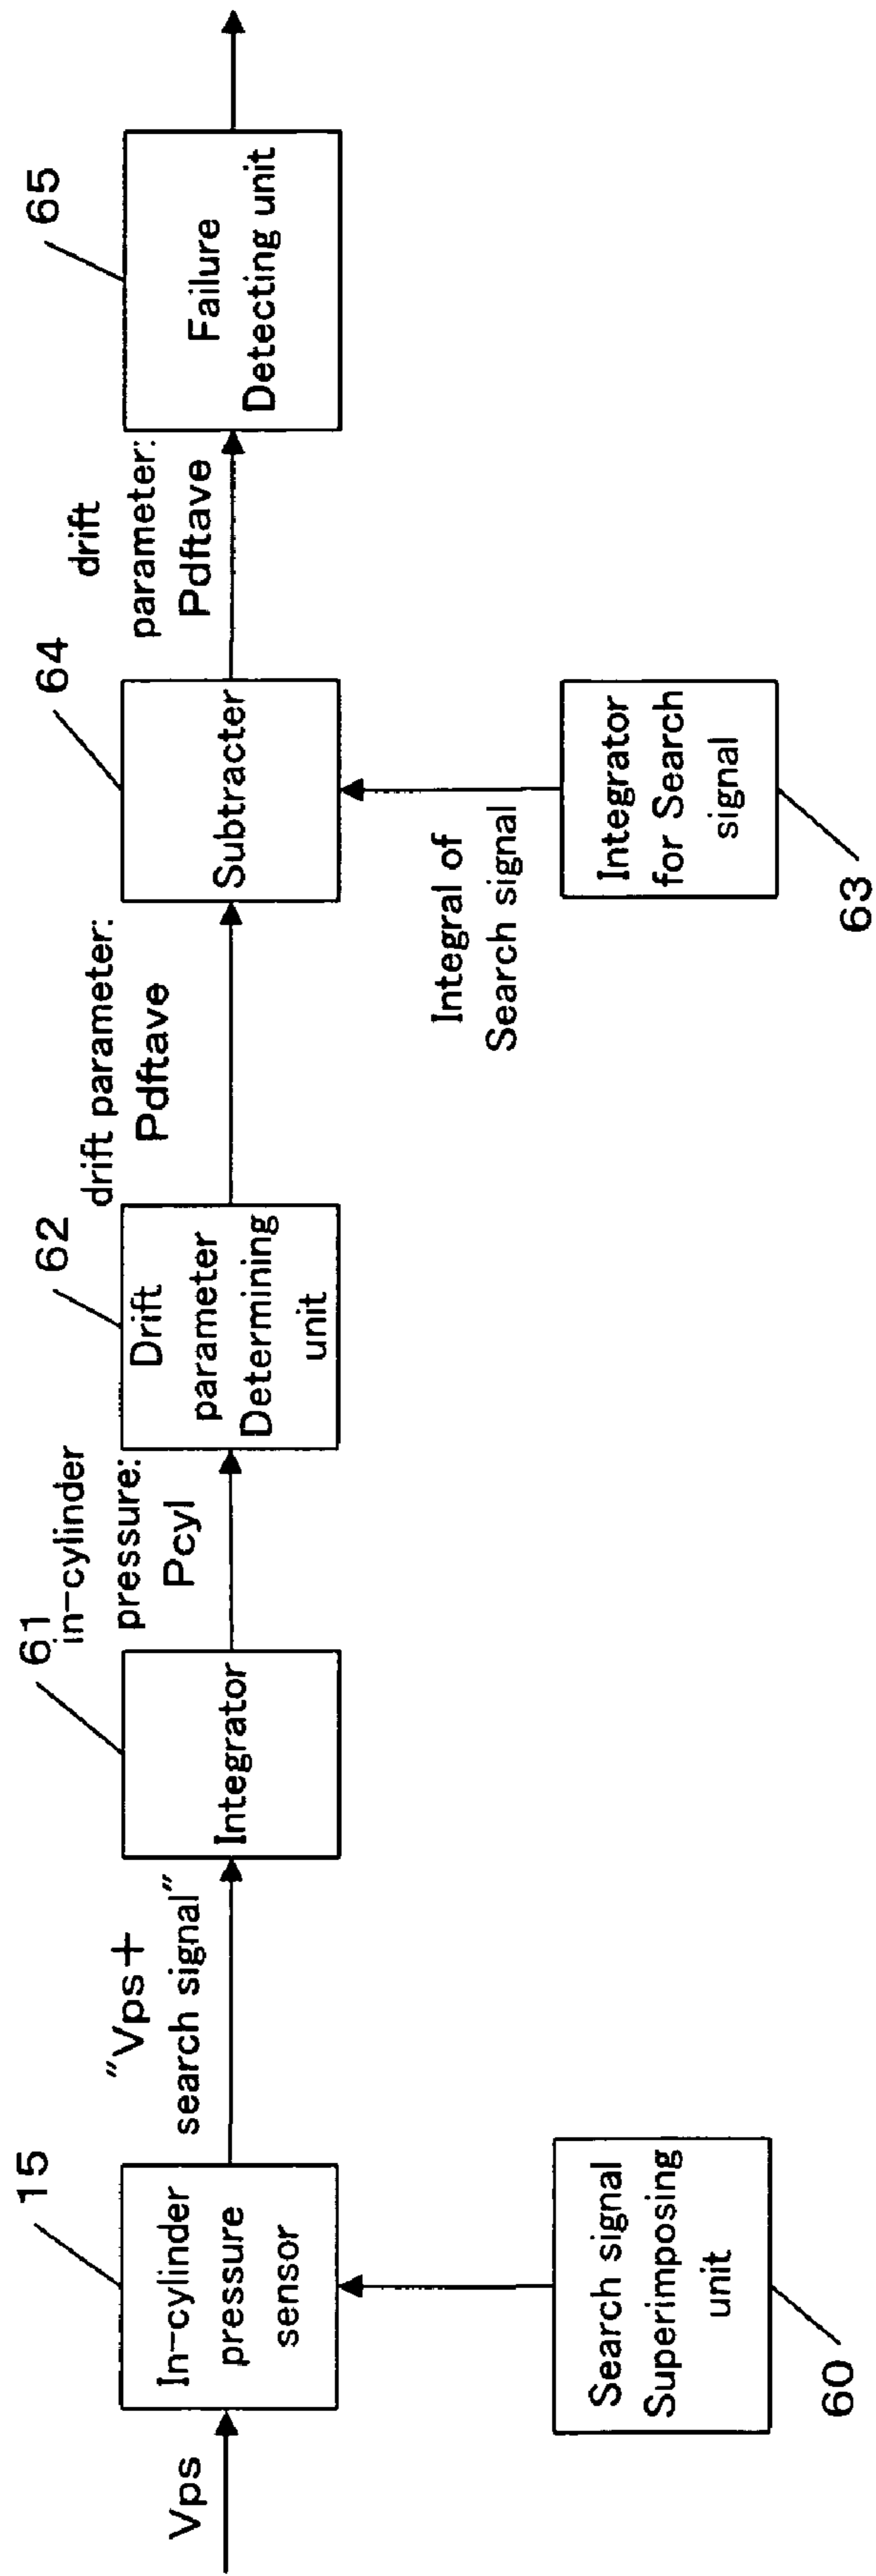 Vps
15
In-cylinder
pressure
sensor
Search signal
Superimposing
unit
60
"Vps+
search signal"
61
Integrator
in-cylinder
pressure:
Pcyl
62
Drift
parameter
Determining
unit
drift parameter:
Pdftave
64
Subtracter
Integral of
Search signal
Integrator
for Search
signal
63
drift
parameter:
Pdftave
65
Failure
Detecting unit